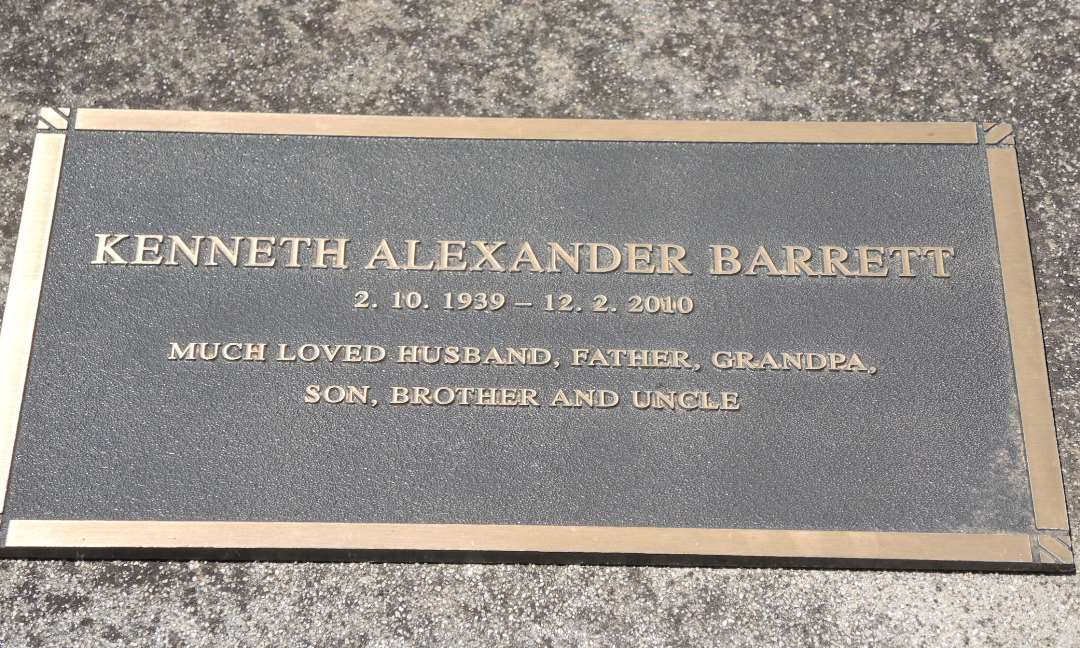 KENNETH ALEXANDER BARRETT
2. 10. 1939 – 12. 2. 2010
MUCH LOVED HUSBAND, FATHER, GRANDPA,
SON, BROTHER AND UNCLE